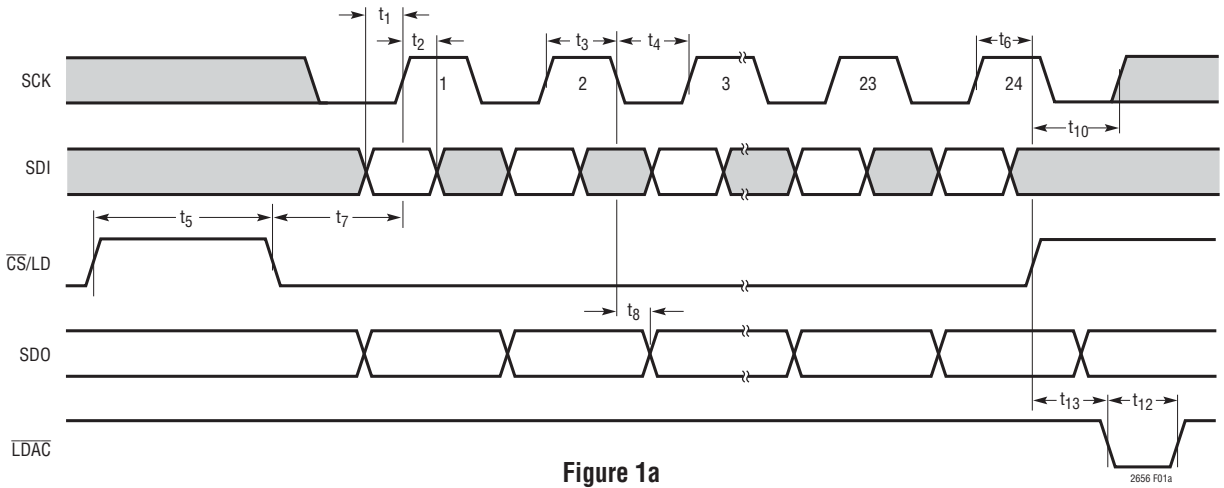 t1
t2
t3
t4
t6
SCK
1
2
3
23
24
t10
SDI
t5
t7
CS/LD
t8
SDO
t13
t12
LDAC
Figure 1a
2656 F01a